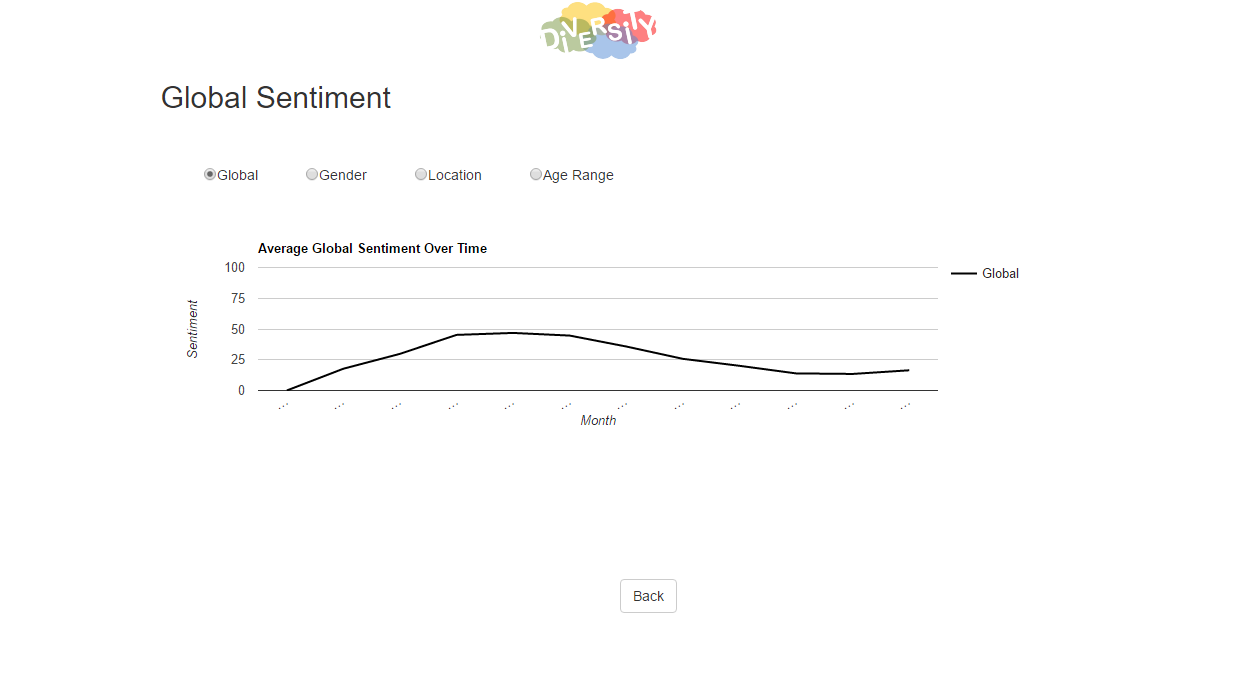 DiVERSiTy
Global Sentiment
Global Gender Location Age Range
Average Global Sentiment Over Time
100
75
50
25
0
Sentiment
Global
... ... ... ... ... ... ... ... ... ... ... ...
Month
Back